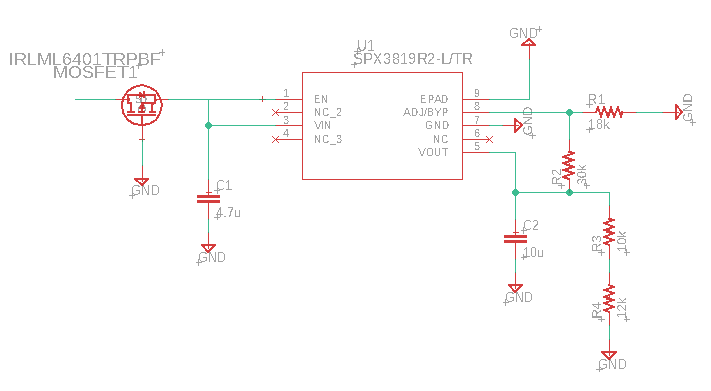 IRLML6401TRPBF
MOSFET1
GND
U1
SPX3819R2-L/TR
1
EN
2
NC_2
3
VIN
4
NC_3
EPAD
9
ADJ/BYP
8
GND
7
NC
6
VOUT
5
GND
GND
R1
18k
GND
R2
30k
C1
4.7u
GND
C2
10u
GND
R3
10k
R4
12k
GND